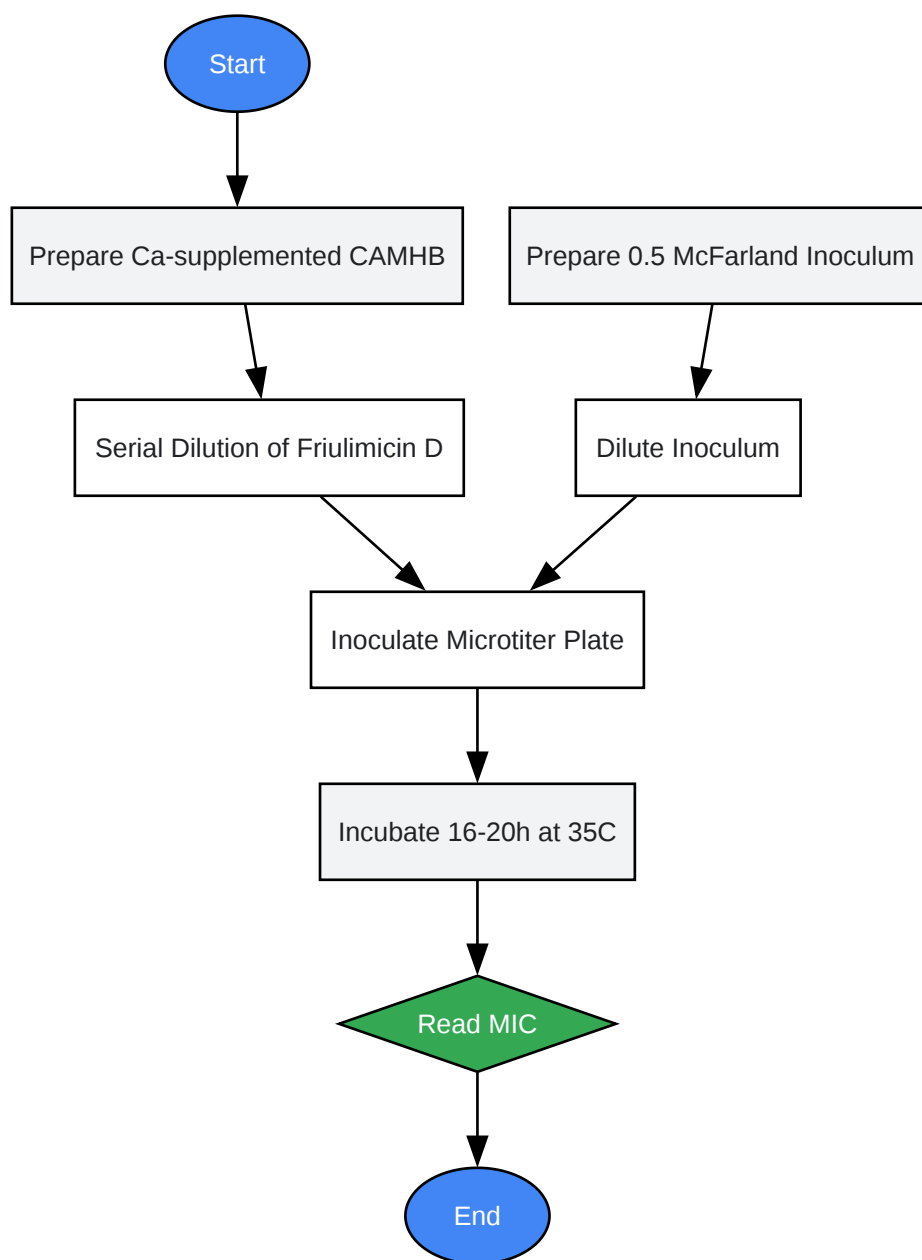 Start
Prepare Ca-supplemented CAMHB
Prepare 0.5 McFarland Inoculum
Serial Dilution of Friulimicin D
Dilute Inoculum
Inoculate Microtiter Plate
Incubate 16-20h at 35C
Read MIC
End